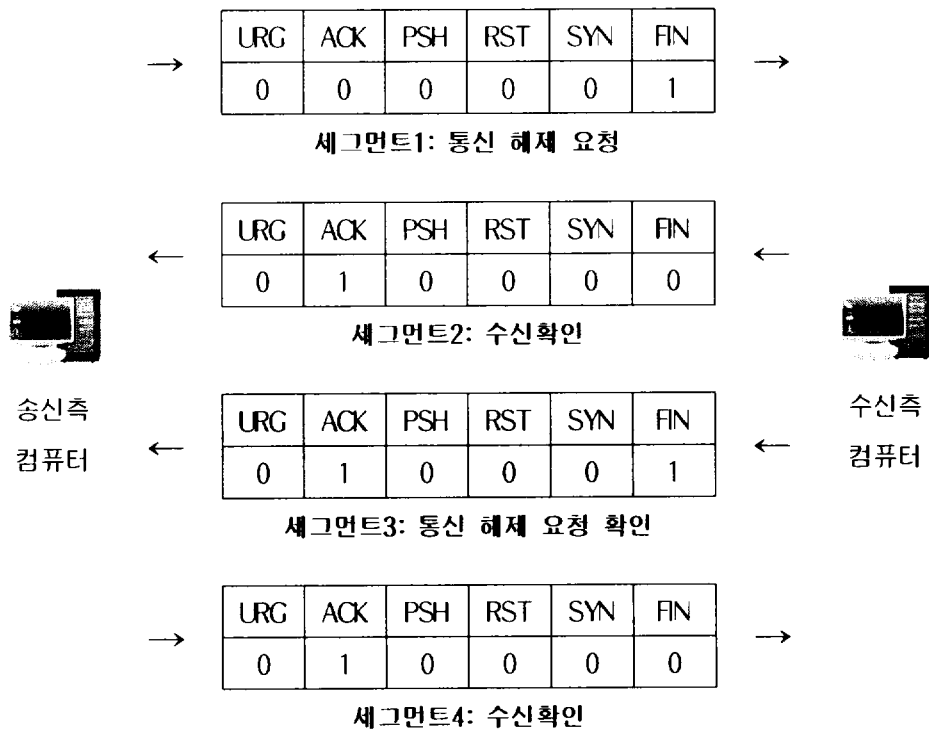 URG ACK PSH RST SYN FIN
→ 0 0 0 0 0 1 →
세그먼트1: 통신 해제 요청
URG ACK PSH RST SYN FIN
← 0 1 0 0 0 0 ←
세그먼트2: 수신확인
송신측
컴퓨터
수신측
컴퓨터
URG ACK PSH RST SYN FIN
← 0 1 0 0 0 1 ←
세그먼트3: 통신 해제 요청 확인
URG ACK PSH RST SYN FIN
→ 0 1 0 0 0 0 →
세그먼트4: 수신확인